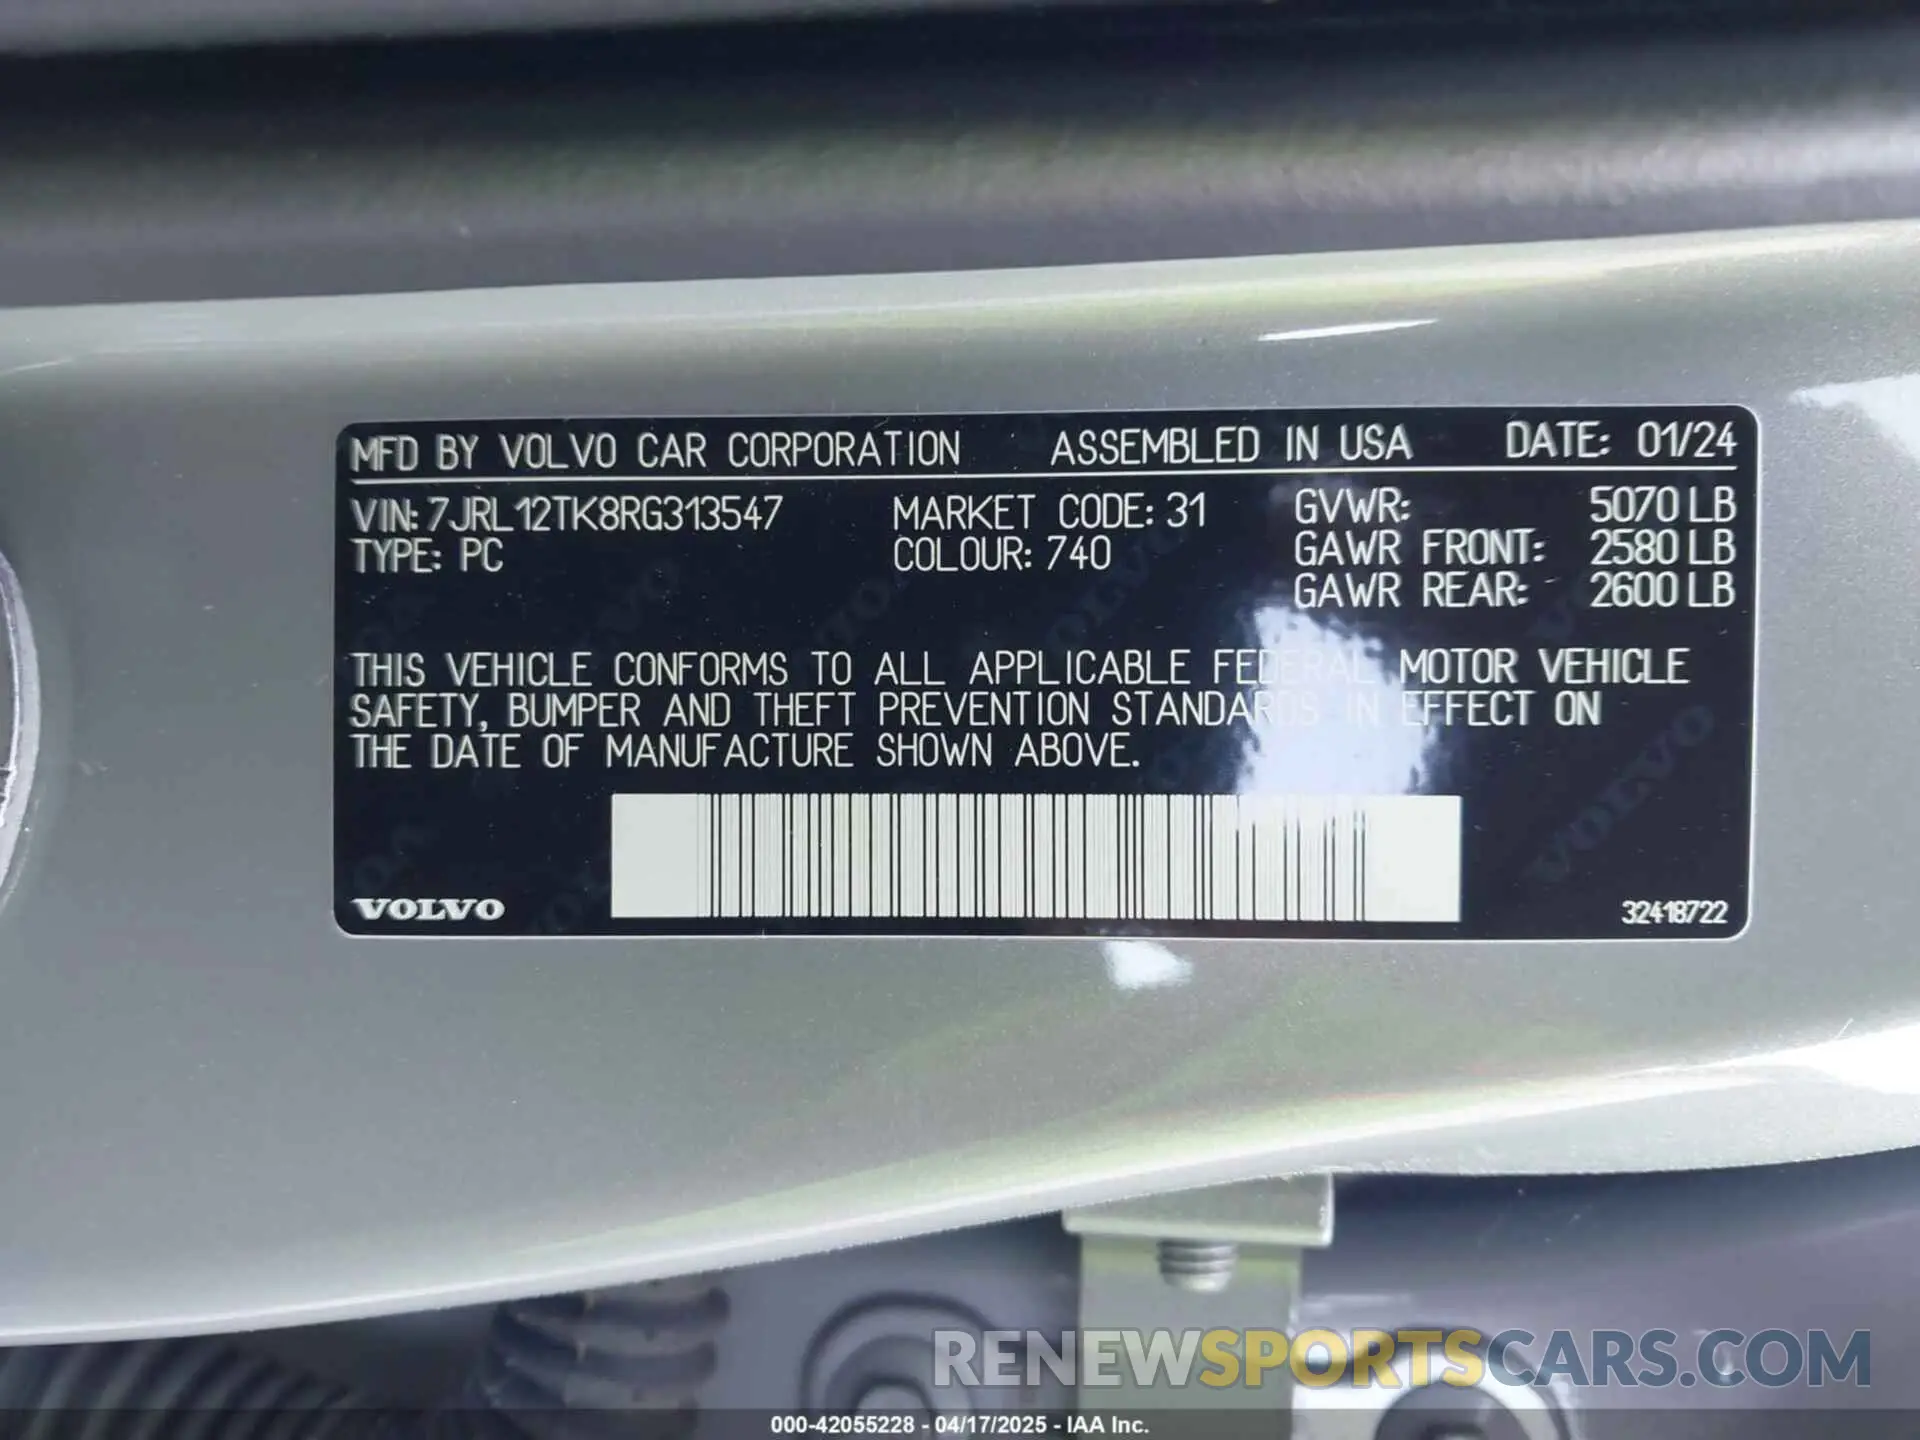 MFD BY VOLVO CAR CORPORATION ASSEMBLED IN USA DATE: 01/24
VIN: 7JRL12TK8RG313547 MARKET CODE: 31 GVWR: 5070 LB
TYPE: PC COLOUR: 740 GAWR FRONT: 2580 LB
GAWR REAR: 2600 LB
THIS VEHICLE CONFORMS TO ALL APPLICABLE FEDERAL MOTOR VEHICLE
SAFETY, BUMPER AND THEFT PREVENTION STANDARDS IN EFFECT ON
THE DATE OF MANUFACTURE SHOWN ABOVE.
VOLVO 32418722
RENEWSPORTSCARS.COM
000-42055228 - 04/17/2025 - IAA Inc.